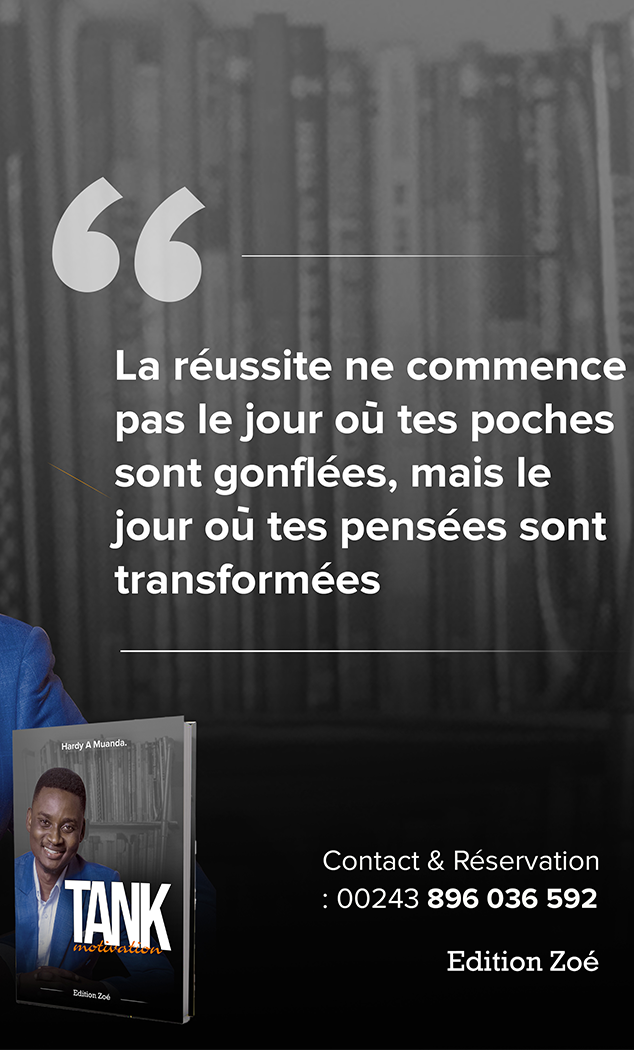 “
La réussite ne commence
pas le jour où tes poches
sont gonflées, mais le
jour où tes pensées sont
transformées
Hardy A Muanda.
TANK
motivation
Edition Zoé
Contact & Réservation
: 00243 896 036 592
Edition Zoé